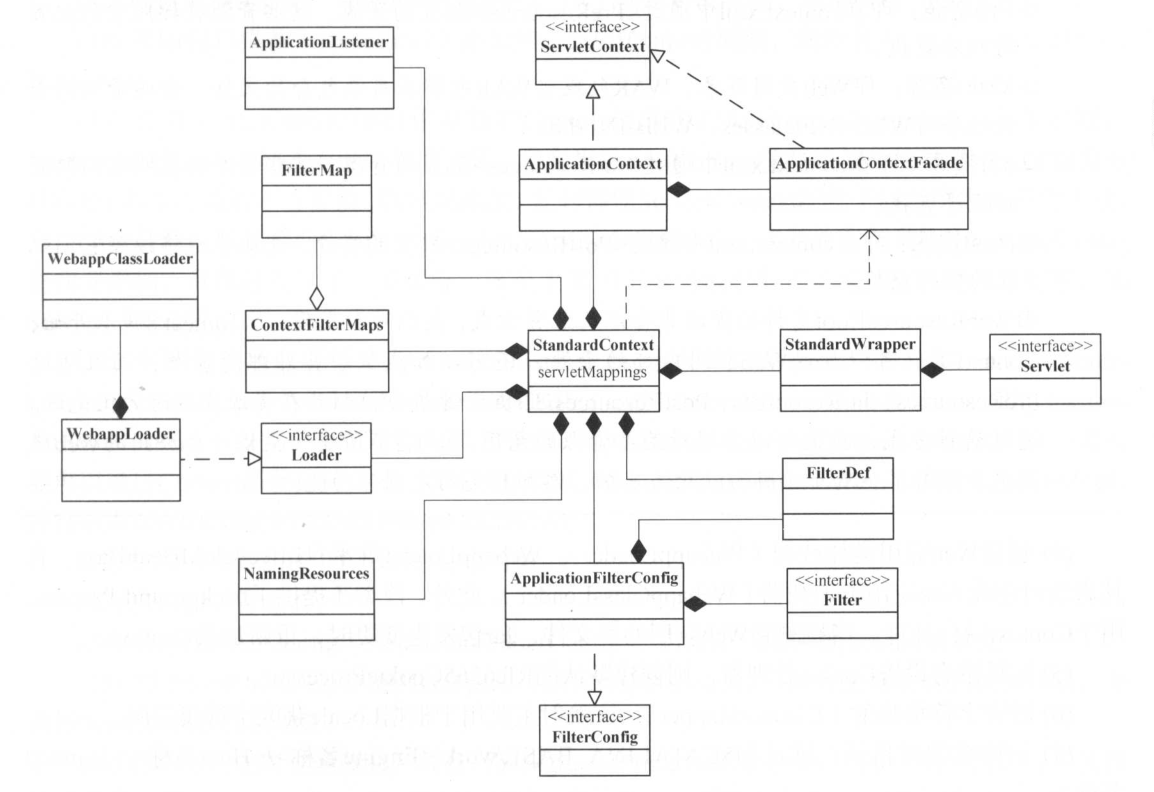 ApplicationListener
<<interface>>
ServletContext
FilterMap
ApplicationContext
ApplicationContextFacade
WebappClassLoader
ContextFilterMaps
StandardContext
servletMappings
StandardWrapper
<<interface>>
Servlet
WebappLoader
<<interface>>
Loader
FilterDef
NamingResources
ApplicationFilterConfig
<<interface>>
Filter
<<interface>>
FilterConfig